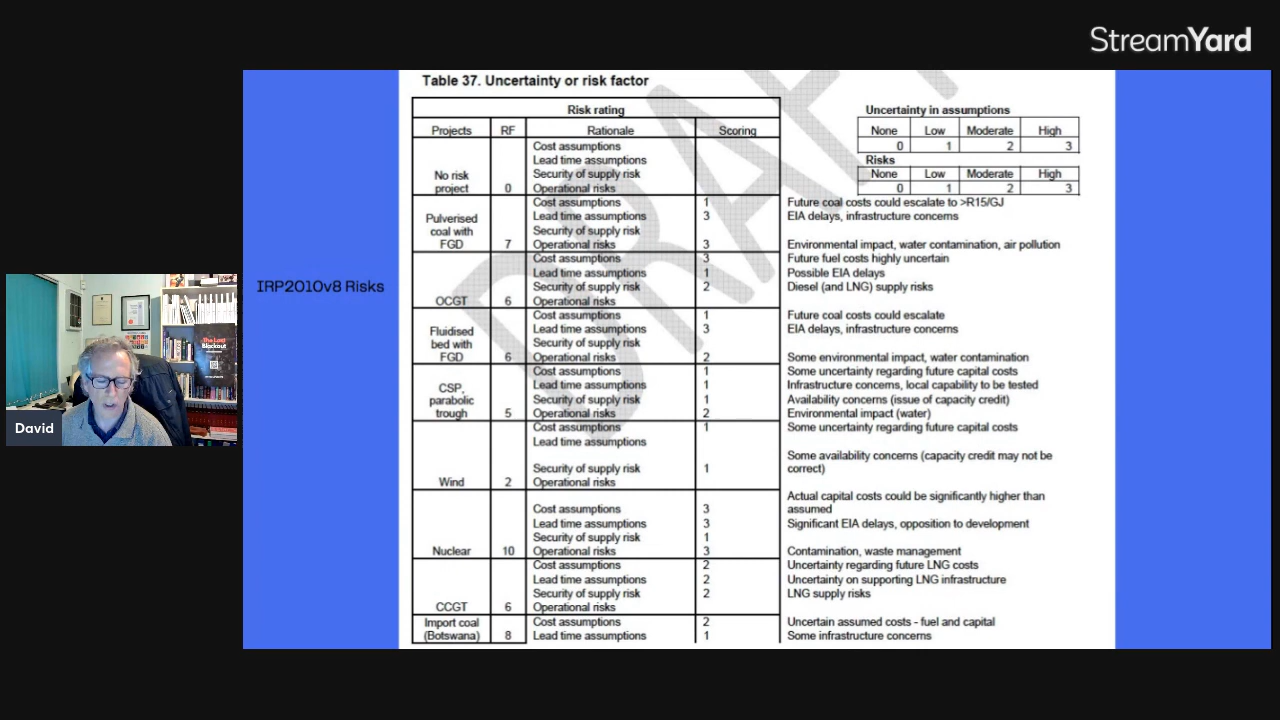 StreamYard
Table 37. Uncertainty or risk factor
Risk rating
Projects RF Rationale Scoring
Uncertainty in assumptions
None Low Moderate High
0 1 2 3
Risks
None Low Moderate High
0 1 2 3
Cost assumptions
Lead time assumptions
No risk Security of supply risk
project 0 Operational risks
Cost assumptions 1 Future coal costs could escalate to >R15/GJ
Pulverised Lead time assumptions 3 EIA delays, infrastructure concerns
coal with Security of supply risk
FGD 7 Operational risks 3 Environmental impact, water contamination, air pollution
Cost assumptions 3 Future fuel costs highly uncertain
Lead time assumptions 1 Possible EIA delays
Security of supply risk 2 Diesel (and LNG) supply risks
OCGT 6 Operational risks
Cost assumptions 1 Future coal costs could escalate
Fluidised Lead time assumptions 3 EIA delays, infrastructure concerns
bed with Security of supply risk
FGD 6 Operational risks 2 Some environmental impact, water contamination
Cost assumptions 1 Some uncertainty regarding future capital costs
CSP, Lead time assumptions 1 Infrastructure concerns, local capability to be tested
parabolic Security of supply risk 1 Availability concerns (issue of capacity credit)
trough 5 Operational risks 2 Environmental impact (water)
Cost assumptions 1 Some uncertainty regarding future capital costs
Lead time assumptions
Some availability concerns (capacity credit may not be
Security of supply risk 1 correct)
Wind 2 Operational risks
Actual capital costs could be significantly higher than
Cost assumptions 3 assumed
Lead time assumptions 3 Significant EIA delays, opposition to development
Security of supply risk 1
Nuclear 10 Operational risks 3 Contamination, waste management
Cost assumptions 2 Uncertainty regarding future LNG costs
Lead time assumptions 2 Uncertainty on supporting LNG infrastructure
Security of supply risk 2 LNG supply risks
CCGT 6 Operational risks
Import coal Cost assumptions 2 Uncertain assumed costs - fuel and capital
(Botswana) 8 Lead time assumptions 1 Some infrastructure concerns
DRAFT
IRP2010v8 Risks
The Last
Blackout
David